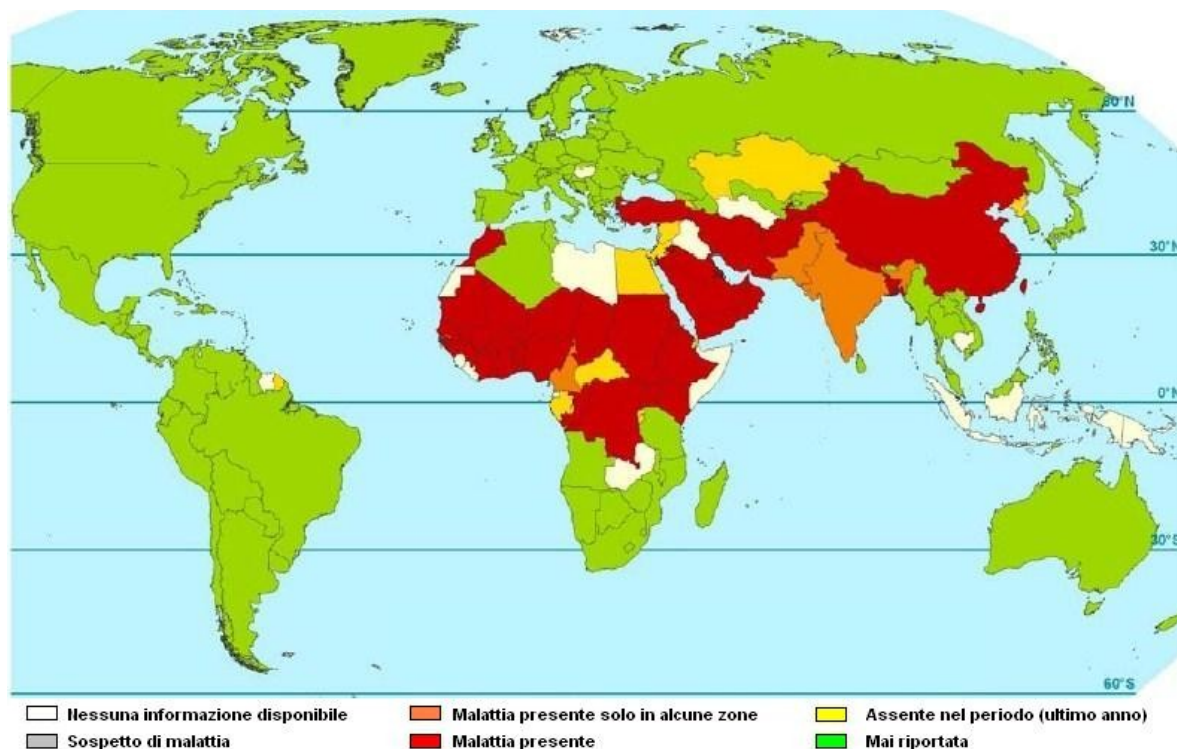 60°N
30°N
0°N
30°S
60°S
Nessuna informazione disponibile
Malattia presente solo in alcune zone
Assente nel periodo (ultimo anno)
Sospetto di malattia
Malattia presente
Mai riportata